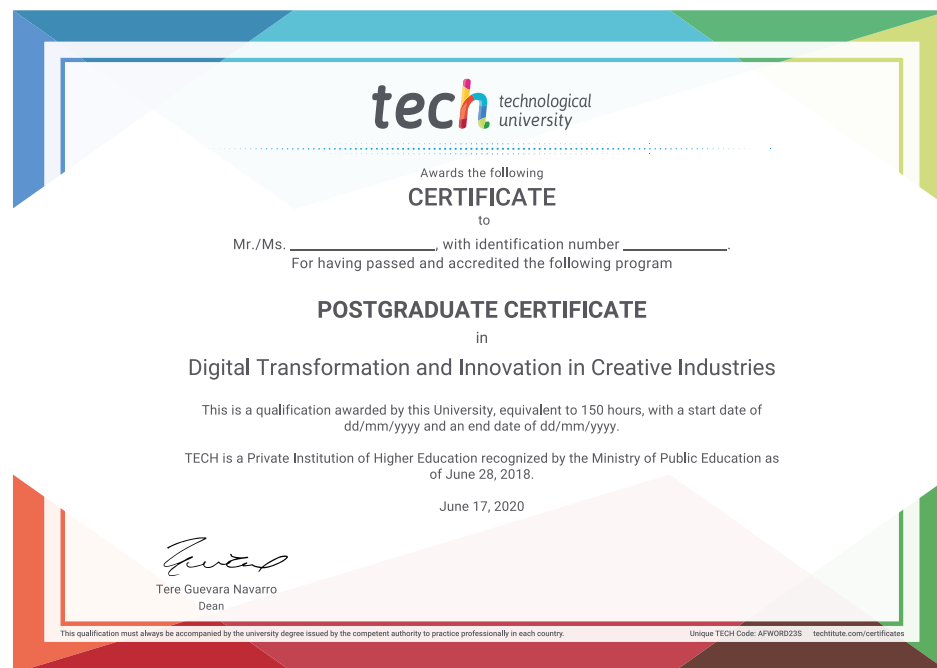 tech technological
university
Awards the following
CERTIFICATE
to
Mr./Ms. ________________, with identification number ____________.
For having passed and accredited the following program
POSTGRADUATE CERTIFICATE
in
Digital Transformation and Innovation in Creative Industries
This is a qualification awarded by this University, equivalent to 150 hours, with a start date of
dd/mm/yyyy and an end date of dd/mm/yyyy.
TECH is a Private Institution of Higher Education recognized by the Ministry of Public Education as
of June 28, 2018.
June 17, 2020
Tere Guevara Navarro
Dean
This qualification must always be accompanied by the university degree issued by the competent authority to practice professionally in each country.
Unique TECH Code: AFWORD23S techtitute.com/certificates